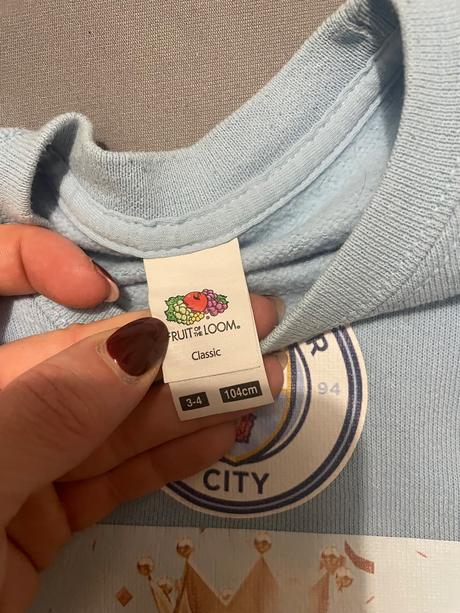 FRUIT OF THE LOOM®
Classic
3-4 104cm
R
94
CITY